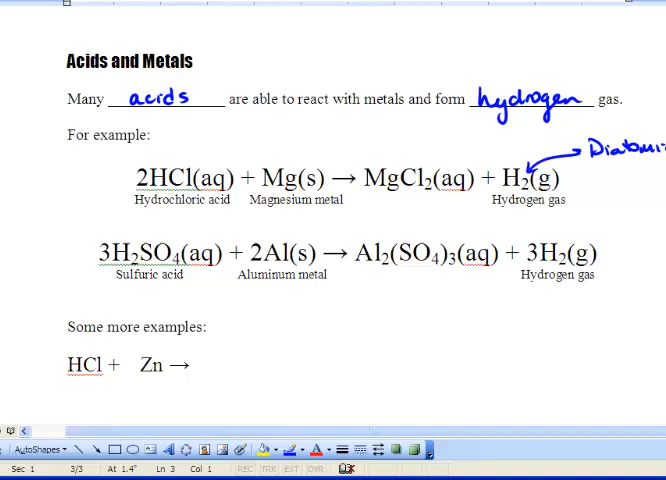 Acids and Metals
Many acids are able to react with metals and form hydrogen gas.
For example:
Diatomi
2HCl(aq) + Mg(s) → MgCl₂(aq) + H₂(g)
Hydrochloric acid Magnesium metal Hydrogen gas
3H₂SO₄(aq) + 2Al(s) → Al₂(SO₄)₃(aq) + 3H₂(g)
Sulfuric acid Aluminum metal Hydrogen gas
Some more examples:
HCl + Zn →
AutoShapes
Sec 1 3/3 At 1.4" Ln 3 Col 1 REC TRK EXT OVR